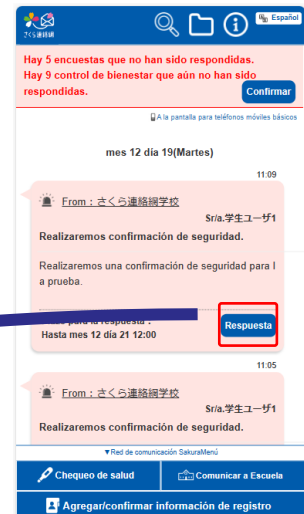 さくら連絡網
Español
Hay 5 encuestas que no han sido respondidas.
Hay 9 control de bienestar que aún no han sido
respondidas.
Confirmar
A la pantalla para teléfonos móviles básicos
mes 12 día 19(Martes)
11:09
From : さくら連絡網学校
Sr/a.学生ユーザ1
Realizaremos confirmación de seguridad.
Realizaremos una confirmación de seguridad para l
a prueba.
para la respuesta :
Hasta mes 12 día 21 12:00
Respuesta
11:05
From : さくら連絡網学校
Sr/a.学生ユーザ1
Realizaremos confirmación de seguridad.
▼Red de comunicación SakuraMenú
Chequeo de salud
Comunicar a Escuela
Agregar/confirmar información de registro